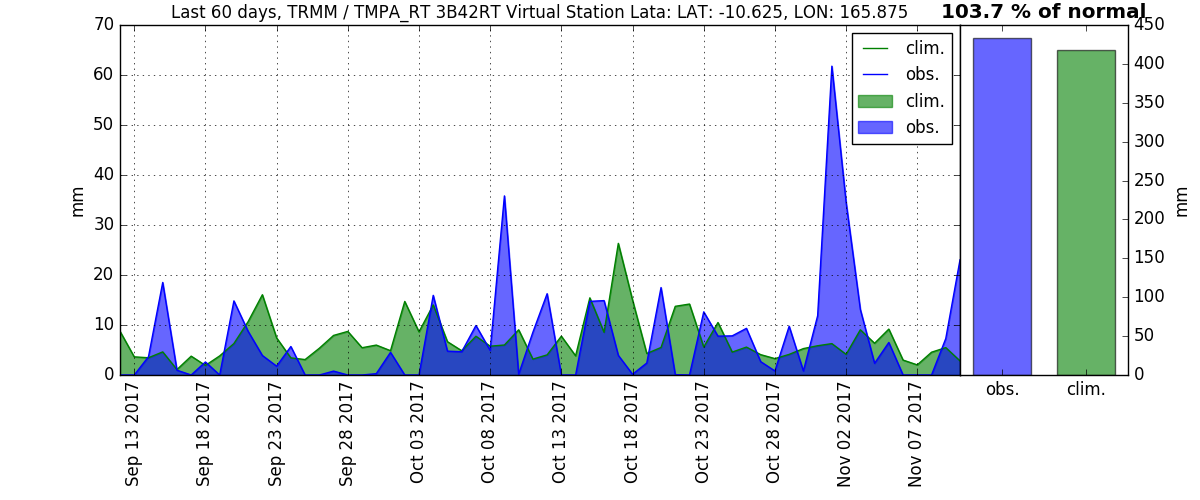 Last 60 days, TRMM / TMPA_RT 3B42RT Virtual Station Lata: LAT: -10.625, LON: 165.875
103.7 % of normal
70
60
50
40
30
20
10
0
mm
clim.
obs.
clim.
obs.
450
400
350
300
250
200
150
100
50
0
mm
obs.
clim.
Sep 13 2017
Sep 18 2017
Sep 23 2017
Sep 28 2017
Oct 03 2017
Oct 08 2017
Oct 13 2017
Oct 18 2017
Oct 23 2017
Oct 28 2017
Nov 02 2017
Nov 07 2017